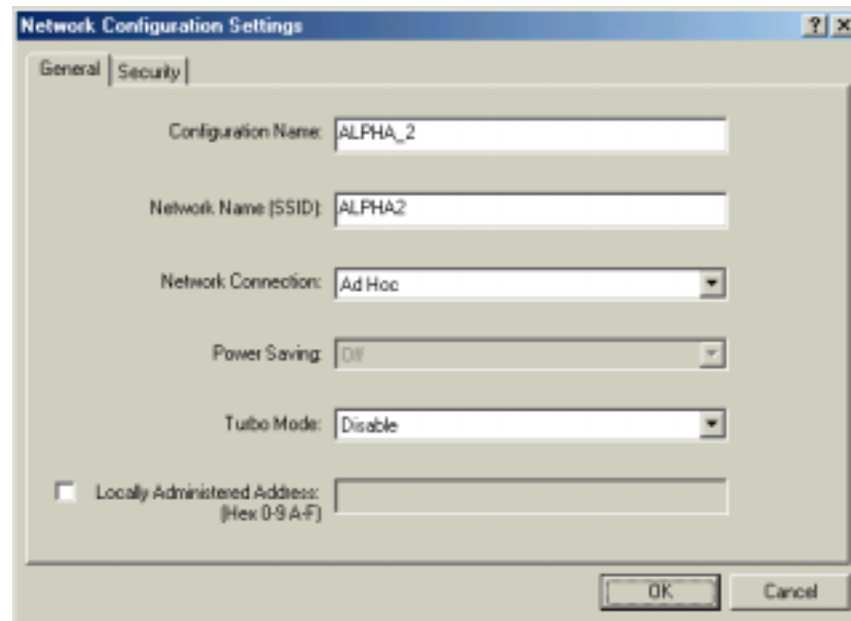 Network Configuration Settings
General Security
Configuration Name: ALPHA_2
Network Name (SSID): ALPHA2
Network Connection: Ad Hoc
Power Saving: Off
Turbo Mode: Disable
Locally Administered Address:
(Hex 0-9 A-F)
OK Cancel